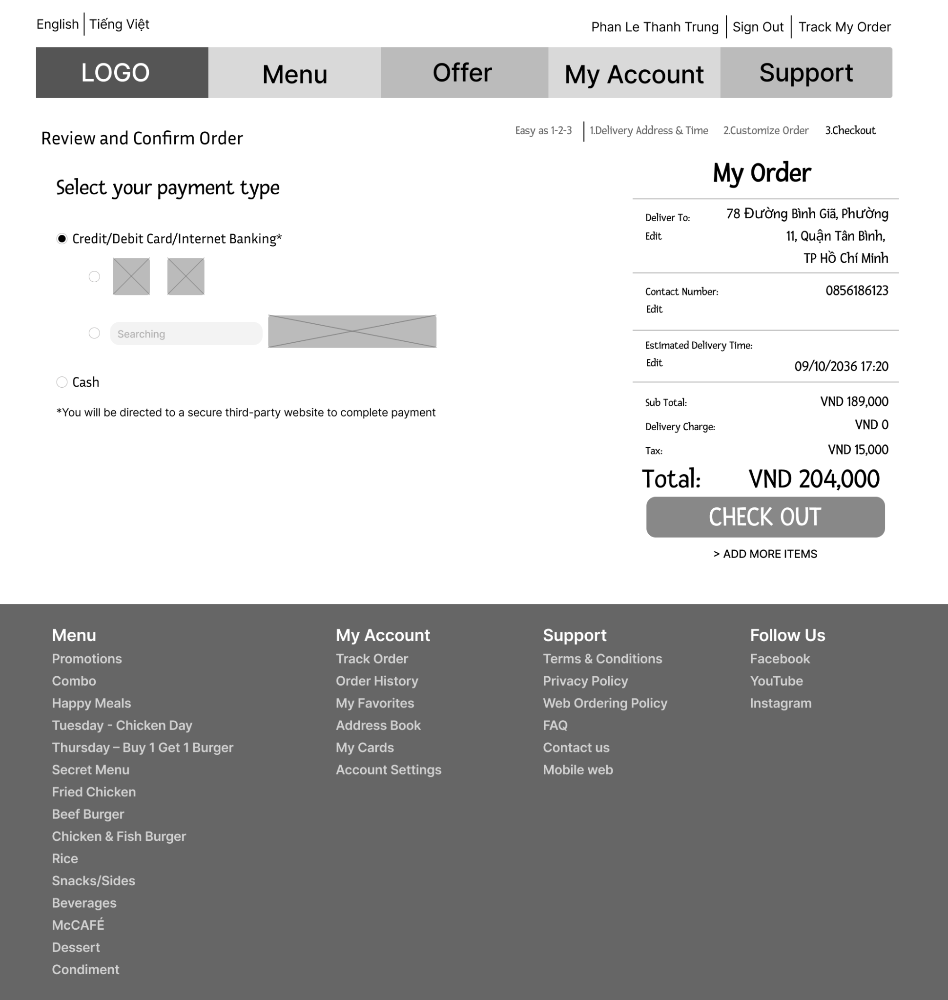 English | Tiếng Việt
Phan Le Thanh Trung | Sign Out | Track My Order
LOGO
Menu
Offer
My Account
Support
Review and Confirm Order
Easy as 1-2-3 | 1.Delivery Address & Time 2.Customize Order 3.Checkout
Select your payment type
Credit/Debit Card/Internet Banking*
Searching
Cash
*You will be directed to a secure third-party website to complete payment
My Order
Deliver To:
Edit
78 Đường Bình Giã, Phường
11, Quận Tân Bình,
TP Hồ Chí Minh
Contact Number:
0856186123
Edit
Estimated Delivery Time:
Edit
09/10/2036 17:20
Sub Total: VND 189,000
Delivery Charge: VND 0
Tax: VND 15,000
Total: VND 204,000
CHECK OUT
> ADD MORE ITEMS
Menu
Promotions
Combo
Happy Meals
Tuesday - Chicken Day
Thursday – Buy 1 Get 1 Burger
Secret Menu
Fried Chicken
Beef Burger
Chicken & Fish Burger
Rice
Snacks/Sides
Beverages
McCAFÉ
Dessert
Condiment
My Account
Track Order
Order History
My Favorites
Address Book
My Cards
Account Settings
Support
Terms & Conditions
Privacy Policy
Web Ordering Policy
FAQ
Contact us
Mobile web
Follow Us
Facebook
YouTube
Instagram